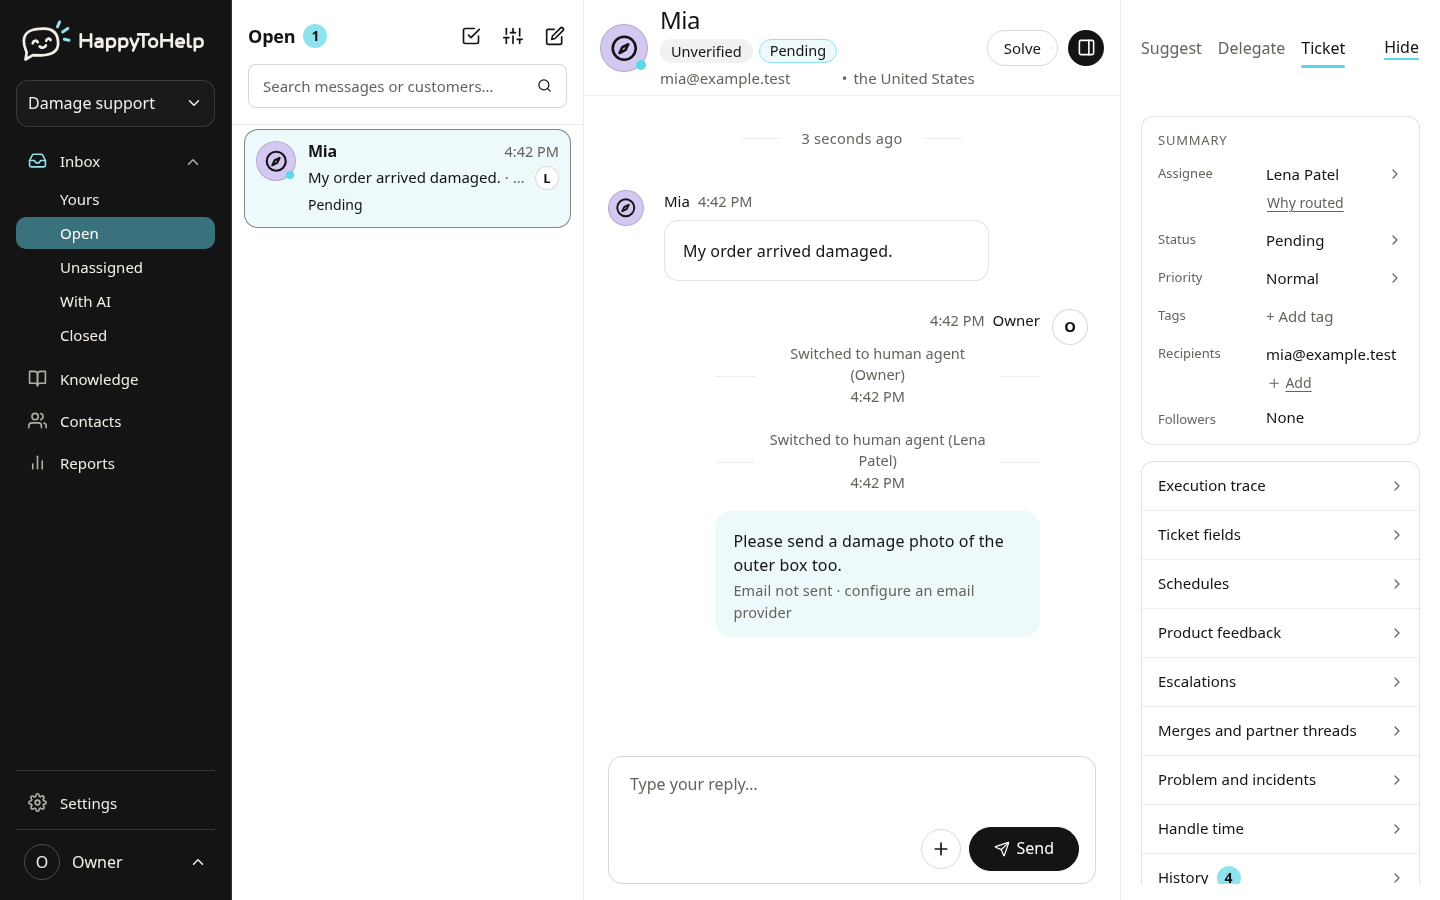 HappyToHelp
Damage support
Inbox
Yours
Open
Unassigned
With AI
Closed
Knowledge
Contacts
Reports
Settings
O Owner
Open 1
Search messages or customers...
Mia 4:42 PM
My order arrived damaged. · ... L
Pending
Mia
Unverified Pending
mia@example.test • the United States
Solve
3 seconds ago
Mia 4:42 PM
My order arrived damaged.
4:42 PM Owner O
Switched to human agent
(Owner)
4:42 PM
Switched to human agent (Lena
Patel)
4:42 PM
Please send a damage photo of the
outer box too.
Email not sent · configure an email
provider
Type your reply...
Send
Suggest Delegate Ticket Hide
SUMMARY
Assignee Lena Patel
Why routed
Status Pending
Priority Normal
Tags + Add tag
Recipients mia@example.test
+ Add
Followers None
Execution trace
Ticket fields
Schedules
Product feedback
Escalations
Merges and partner threads
Problem and incidents
Handle time
History 4